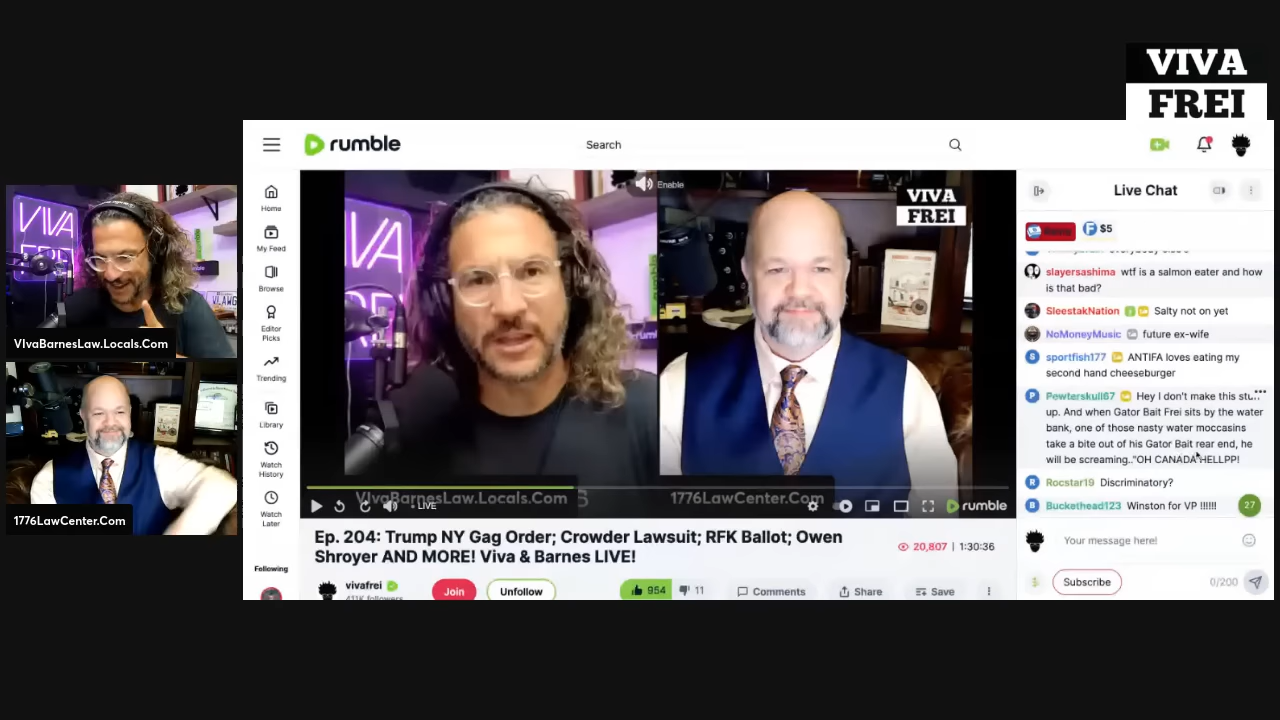 VIVA
FREI
rumble
Search
Home
My Feed
Browse
Editor
Picks
Trending
Library
Watch
History
Watch
Later
Following
Enable
VIVA
FREI
VIVA
VIvaBarnesLaw.Locals.Com
1776LawCenter.Com
LIVE
rumble
Ep. 204: Trump NY Gag Order; Crowder Lawsuit; RFK Ballot; Owen
Shroyer AND MORE! Viva & Barnes LIVE!
20,807 | 1:30:36
vivafrei
411K followers
Join
Unfollow
954
11
Comments
Share
Save
Live Chat
$5
slayersashima wtf is a salmon eater and how
is that bad?
SleestakNation Salty not on yet
NoMoneyMusic future ex-wife
sportfish177 ANTIFA loves eating my
second hand cheeseburger
Pewterskull67 Hey I don't make this stu...
up. And when Gator Bait Frei sits by the water
bank, one of those nasty water moccasins
take a bite out of his Gator Bait rear end, he
will be screaming.."OH CANADA HELLPP!
Rocstar19 Discriminatory?
Buckethead123 Winston for VP !!!!!!
27
Your message here!
$
Subscribe
0/200
VIVA
VIvaBarnesLaw.Locals.Com
1776LawCenter.Com